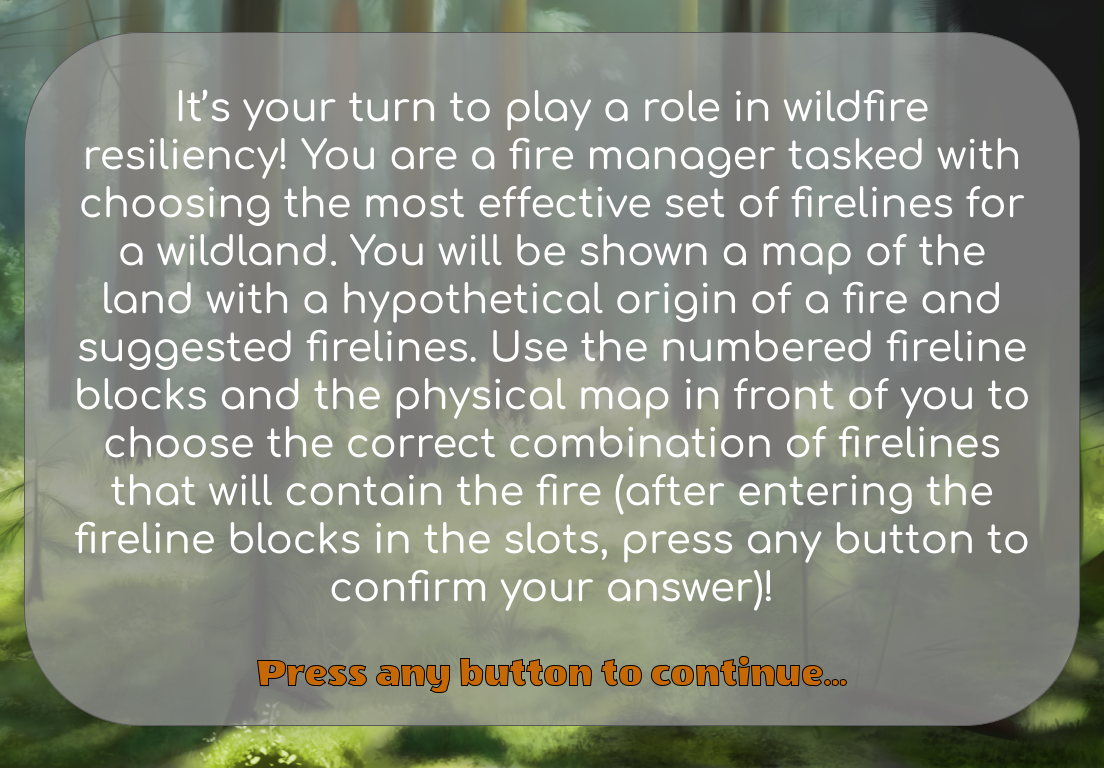 It’s your turn to play a role in wildfire
resiliency! You are a fire manager tasked with
choosing the most effective set of firelines for
a wildland. You will be shown a map of the
land with a hypothetical origin of a fire and
suggested firelines. Use the numbered fireline
blocks and the physical map in front of you to
choose the correct combination of firelines
that will contain the fire (after entering the
fireline blocks in the slots, press any button to
confirm your answer)!
Press any button to continue...